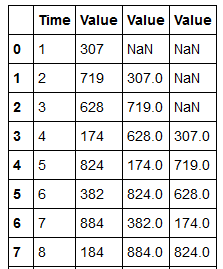 Time Value Value Value
0 1 307 NaN NaN
1 2 719 307.0 NaN
2 3 628 719.0 NaN
3 4 174 628.0 307.0
4 5 824 174.0 719.0
5 6 382 824.0 628.0
6 7 884 382.0 174.0
7 8 184 884.0 824.0